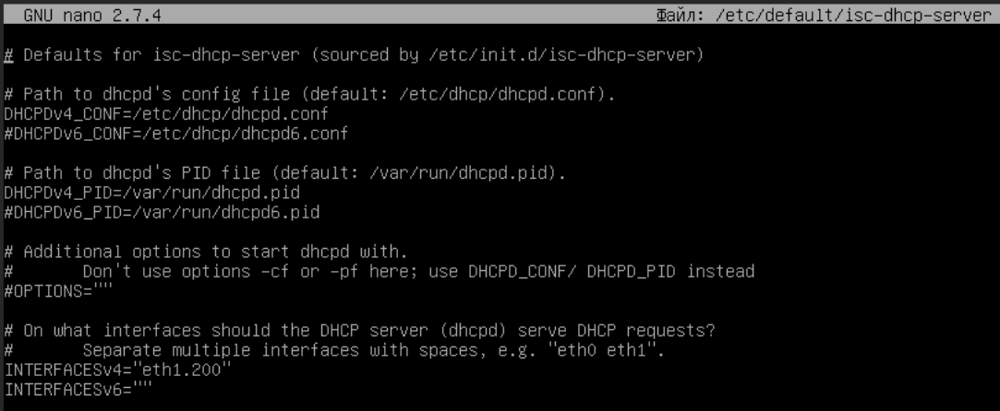 GNU nano 2.7.4 Файл: /etc/default/isc-dhcp-server
# Defaults for isc-dhcp-server (sourced by /etc/init.d/isc-dhcp-server)
# Path to dhcpd's config file (default: /etc/dhcp/dhcpd.conf).
DHCPDv4_CONF=/etc/dhcp/dhcpd.conf
#DHCPDv6_CONF=/etc/dhcp/dhcpd6.conf
# Path to dhcpd's PID file (default: /var/run/dhcpd.pid).
DHCPDv4_PID=/var/run/dhcpd.pid
#DHCPDv6_PID=/var/run/dhcpd6.pid
# Additional options to start dhcpd with.
#       Don't use options -cf or -pf here; use DHCPD_CONF/ DHCPD_PID instead
#OPTIONS=""
# On what interfaces should the DHCP server (dhcpd) serve DHCP requests?
#       Separate multiple interfaces with spaces, e.g. "eth0 eth1".
INTERFACESv4="eth1.200"
INTERFACESv6=""